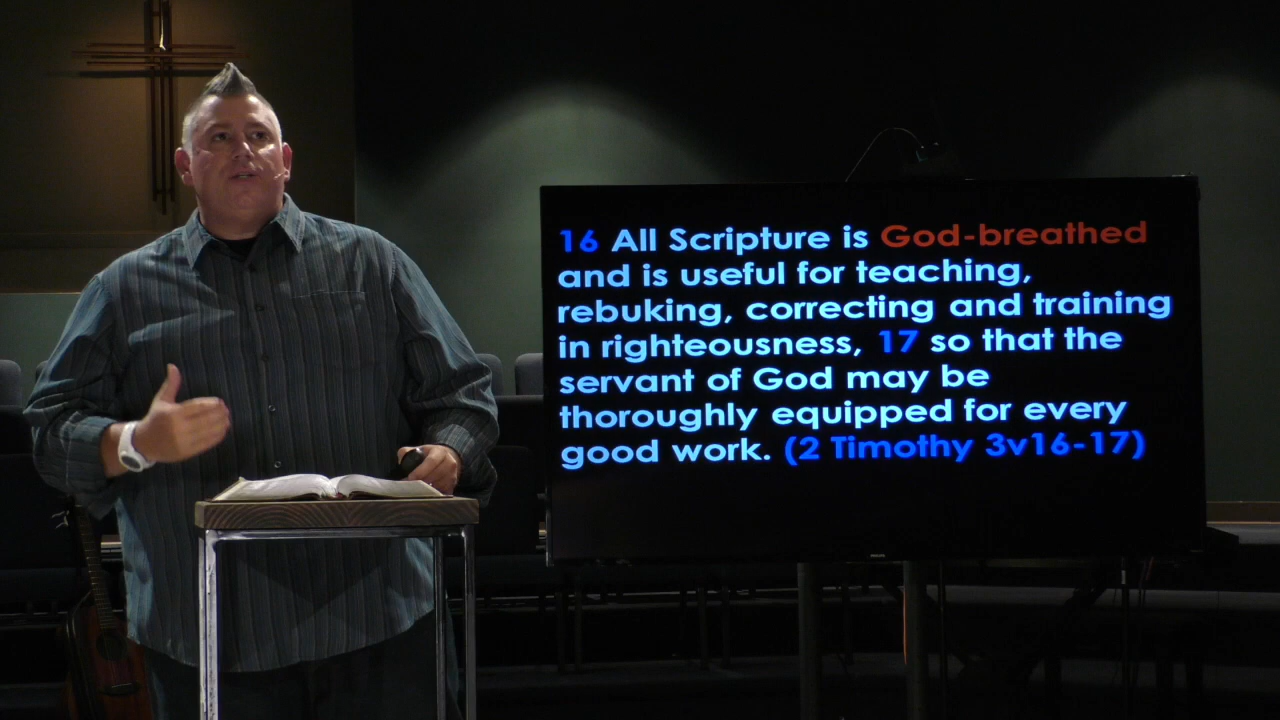 16 All Scripture is God-breathed
and is useful for teaching,
rebuking, correcting and training
in righteousness, 17 so that the
servant of God may be
thoroughly equipped for every
good work. (2 Timothy 3v16-17)
PHILIPS